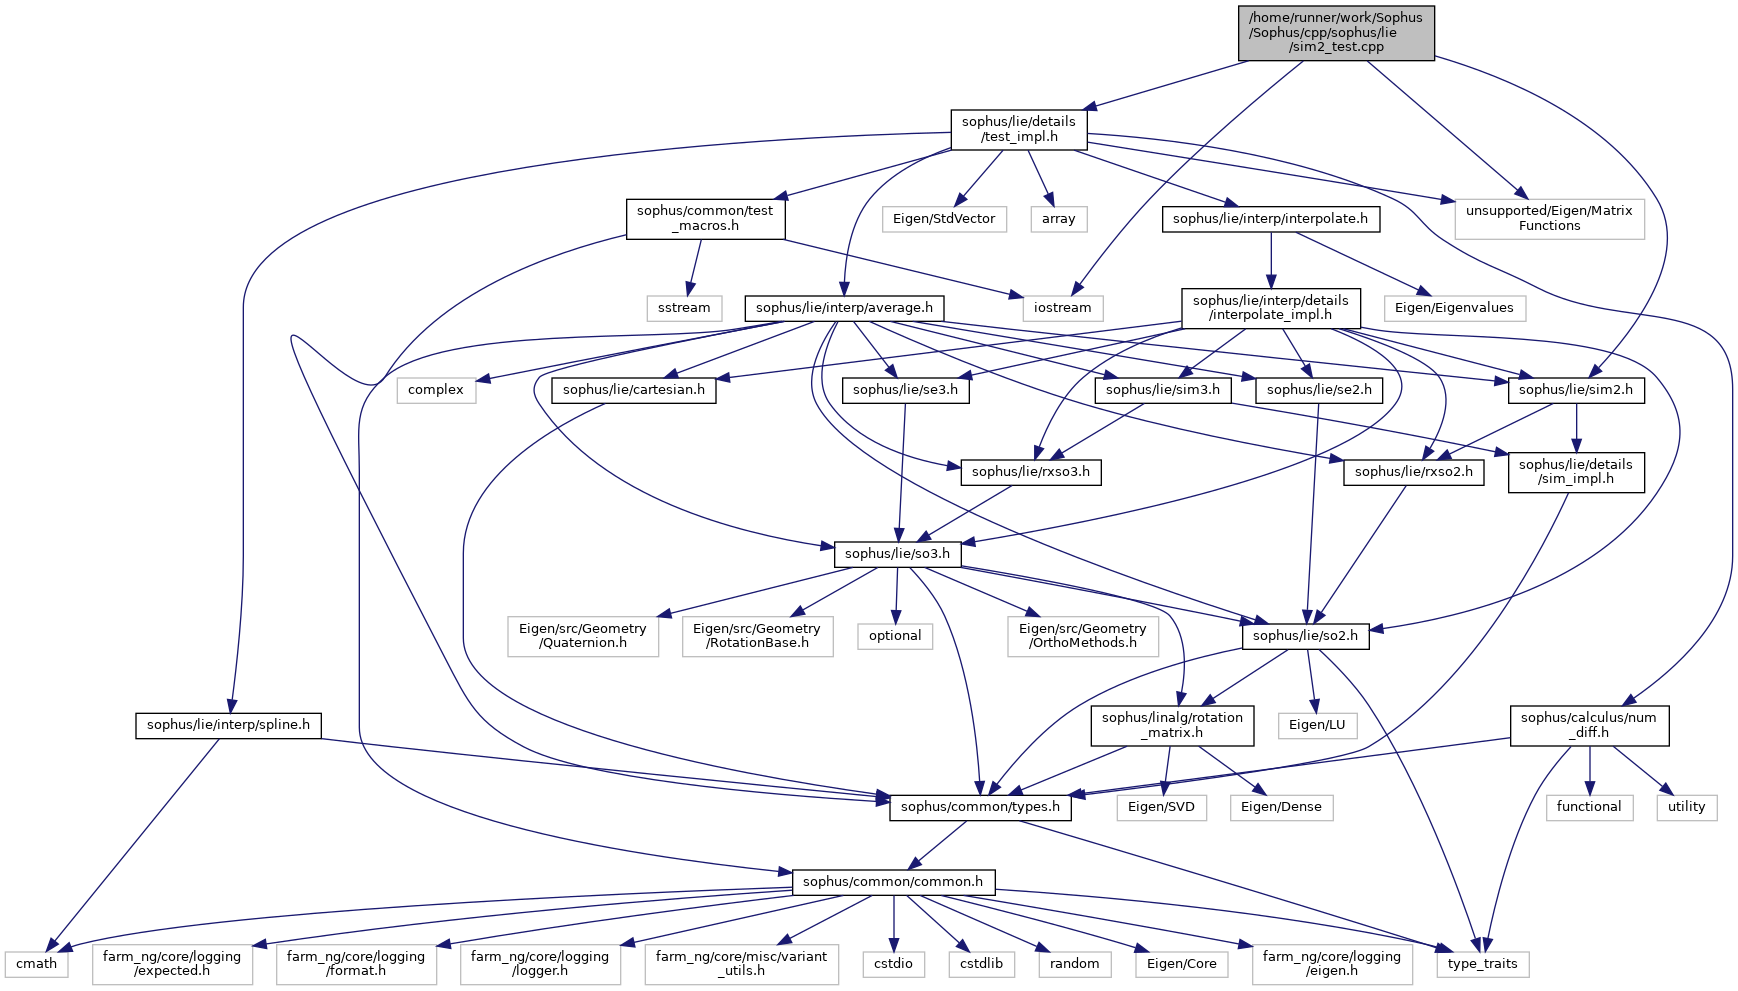 /home/runner/work/Sophus
/Sophus/cpp/sophus/lie
/sim2_test.cpp
sophus/lie/details
/test_impl.h
sophus/common/test
_macros.h
Eigen/StdVector
array
sophus/lie/interp/interpolate.h
unsupported/Eigen/Matrix
Functions
sstream
sophus/lie/interp/average.h
iostream
sophus/lie/interp/details
/interpolate_impl.h
Eigen/Eigenvalues
complex
sophus/lie/cartesian.h
sophus/lie/se3.h
sophus/lie/sim3.h
sophus/lie/se2.h
sophus/lie/sim2.h
sophus/lie/rxso3.h
sophus/lie/rxso2.h
sophus/lie/details
/sim_impl.h
sophus/lie/so3.h
Eigen/src/Geometry
/Quaternion.h
Eigen/src/Geometry
/RotationBase.h
optional
Eigen/src/Geometry
/OrthoMethods.h
sophus/lie/so2.h
sophus/lie/interp/spline.h
sophus/linalg/rotation
_matrix.h
Eigen/LU
sophus/calculus/num
_diff.h
sophus/common/types.h
Eigen/SVD
Eigen/Dense
functional
utility
sophus/common/common.h
cmath
farm_ng/core/logging
/expected.h
farm_ng/core/logging
/format.h
farm_ng/core/logging
/logger.h
farm_ng/core/misc/variant
_utils.h
cstdio
cstdlib
random
Eigen/Core
farm_ng/core/logging
/eigen.h
type_traits